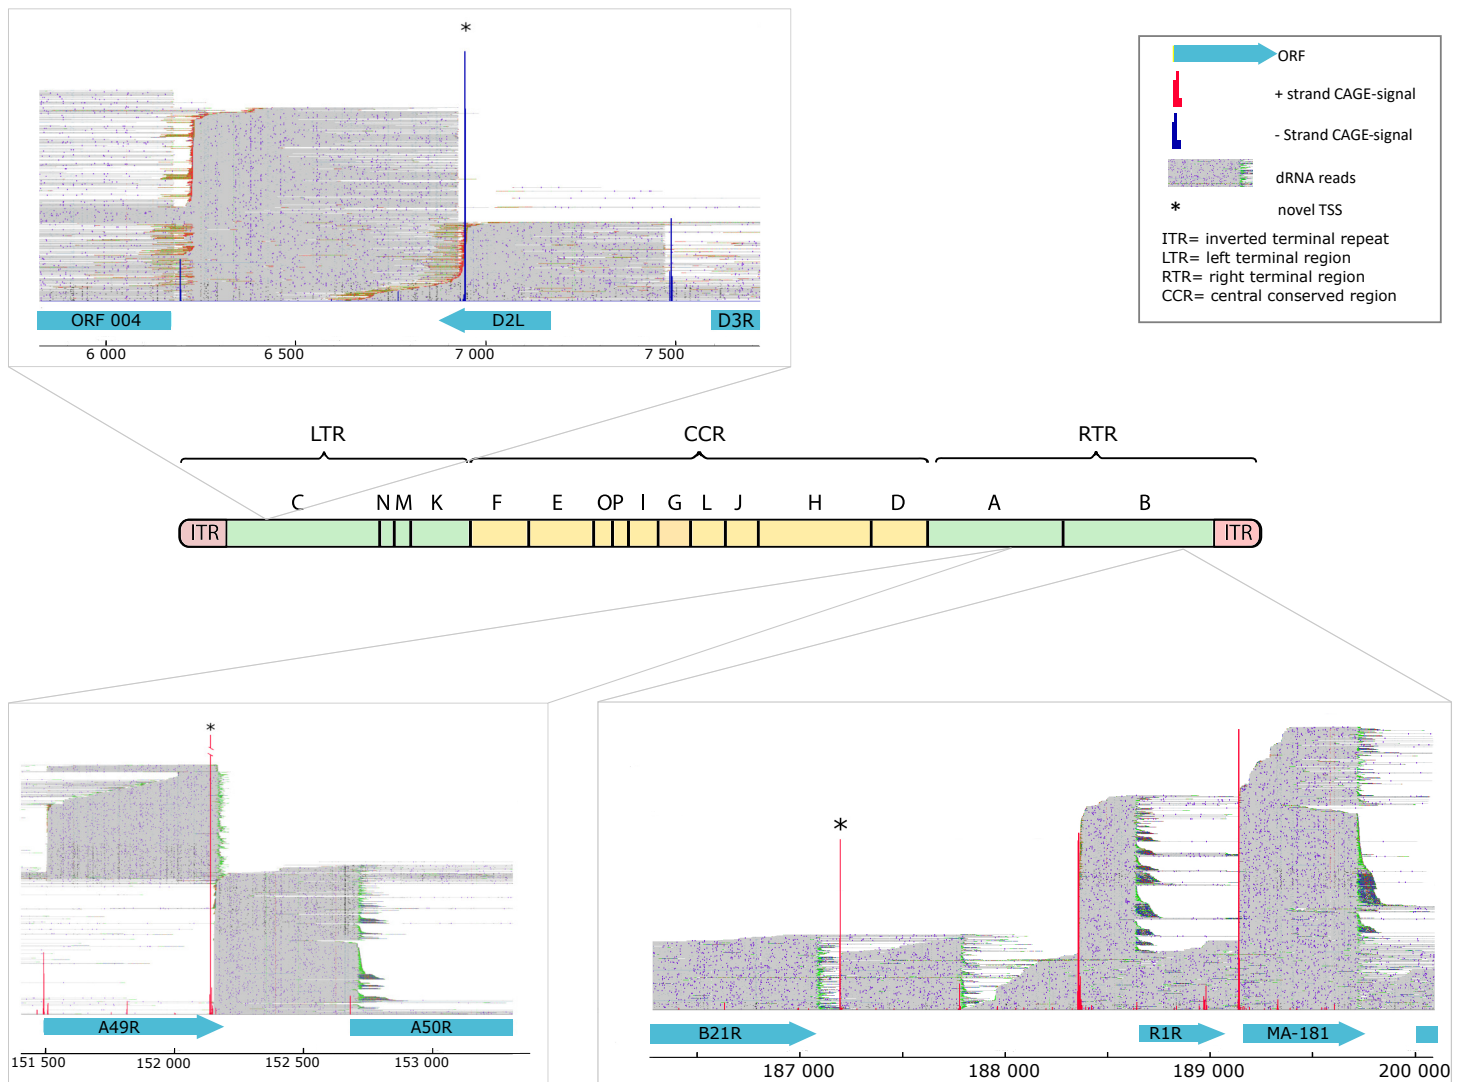 *
ORF 004
D2L
D3R
6 000
6 500
7 000
7 500
ORF
+ strand CAGE-signal
- Strand CAGE-signal
dRNA reads
* novel TSS
ITR= inverted terminal repeat
LTR= left terminal region
RTR= right terminal region
CCR= central conserved region
LTR
CCR
RTR
C N M K F E O P I G L J H D A B
ITR
ITR
*
A49R
A50R
151 500
152 000
152 500
153 000
*
B21R
R1R
MA-181
187 000
188 000
189 000
200 000